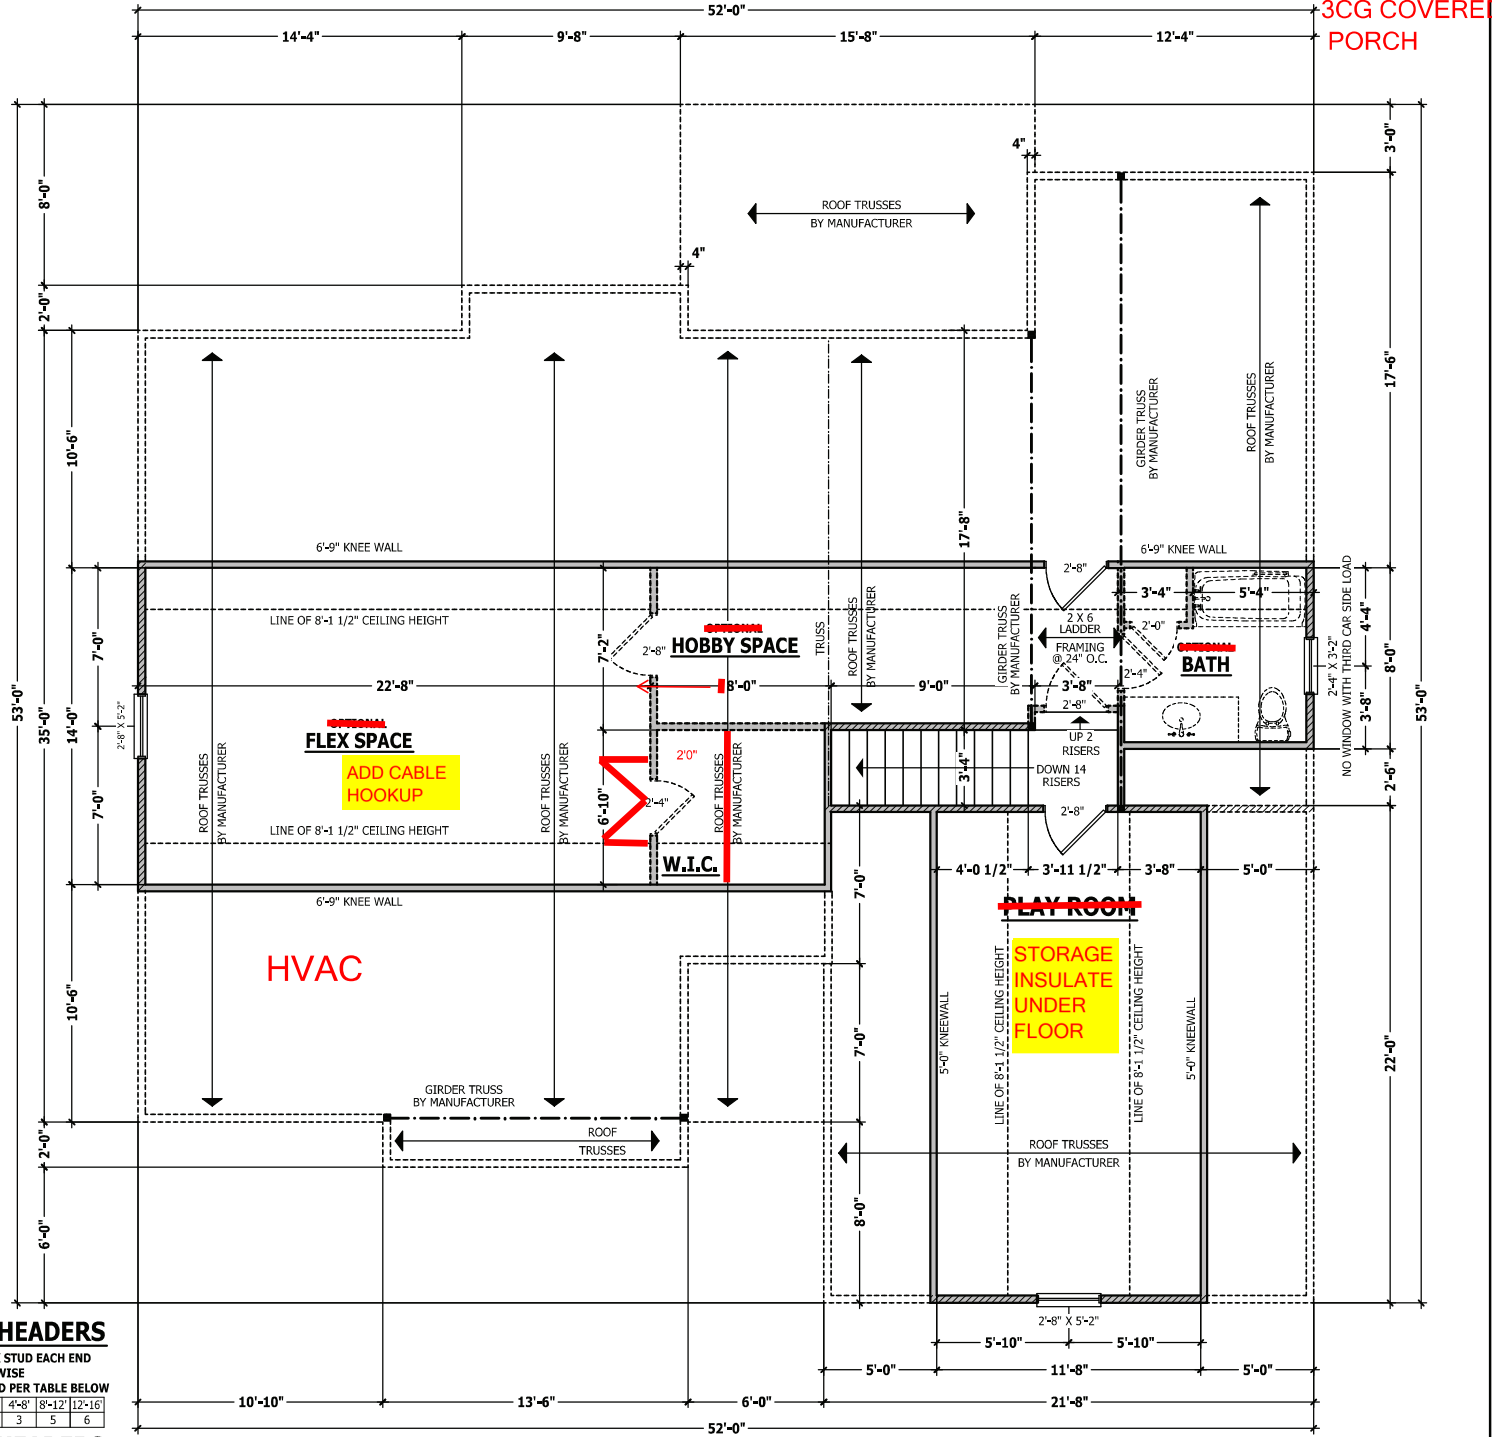 52'-0"
3CG COVERED
PORCH
14'-4"
9'-8"
15'-8"
12'-4"
3'-0"
4"
8'-0"
ROOF TRUSSES
BY MANUFACTURER
4"
2'-0"
17'-6"
GIRDER TRUSS
BY MANUFACTURER
ROOF TRUSSES
BY MANUFACTURER
10'-6"
17'-8"
6'-9" KNEE WALL
6'-9" KNEE WALL
2'-8"
3'-4"
5'-4"
4'-4"
LINE OF 8'-1 1/2" CEILING HEIGHT
7'-0"
7'-2"
2'-8"
OPTIONAL
HOBBY SPACE
TRUSS
ROOF TRUSSES
BY MANUFACTURER
GIRDER TRUSS
BY MANUFACTURER
2 X 6
LADDER
FRAMING
@ 24" O.C.
2'-0"
OPTIONAL
BATH
2'-4"
2'-4" X 3'-2"
NO WINDOW WITH THIRD CAR SIDE LOAD
8'-0"
22'-8"
8'-0"
9'-0"
3'-8"
2'-8"
53'-0"
35'-0"
14'-0"
2'-8" X 5'-2"
OPTIONAL
FLEX SPACE
3'-8"
53'-0"
UP 2
RISERS
DOWN 14
RISERS
3'-4"
2'-6"
ADD CABLE
HOOKUP
2'0"
2'-4"
ROOF TRUSSES
BY MANUFACTURER
ROOF TRUSSES
BY MANUFACTURER
ROOF TRUSSES
BY MANUFACTURER
7'-0"
6'-10"
LINE OF 8'-1 1/2" CEILING HEIGHT
2'-8"
W.I.C.
4'-0 1/2"
3'-11 1/2"
3'-8"
5'-0"
7'-0"
6'-9" KNEE WALL
PLAY ROOM
HVAC
STORAGE
INSULATE
UNDER
FLOOR
10'-6"
5'-0" KNEEWALL
LINE OF 8'-1 1/2" CEILING HEIGHT
LINE OF 8'-1 1/2" CEILING HEIGHT
5'-0" KNEEWALL
7'-0"
22'-0"
GIRDER TRUSS
BY MANUFACTURER
ROOF
TRUSSES
2'-0"
ROOF TRUSSES
BY MANUFACTURER
6'-0"
8'-0"
2'-8" X 5'-2"
HEADERS
STUD EACH END
WISE
D PER TABLE BELOW
4'-8' 8'-12' 12'-16'
3 5 6
5'-10"
5'-10"
5'-0"
11'-8"
5'-0"
10'-10"
13'-6"
6'-0"
21'-8"
52'-0"